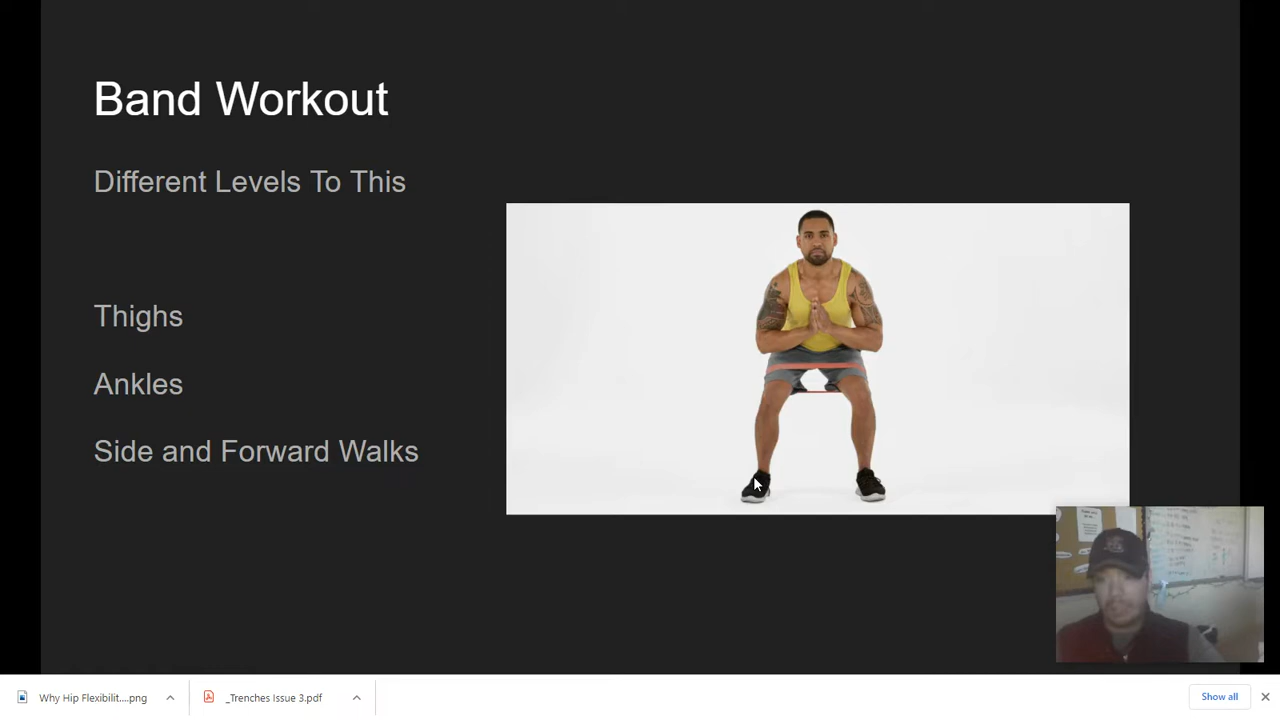 Band Workout
Different Levels To This
Thighs
Ankles
Side and Forward Walks
Why Hip Flexibilit....png
_Trenches Issue 3.pdf
Show all